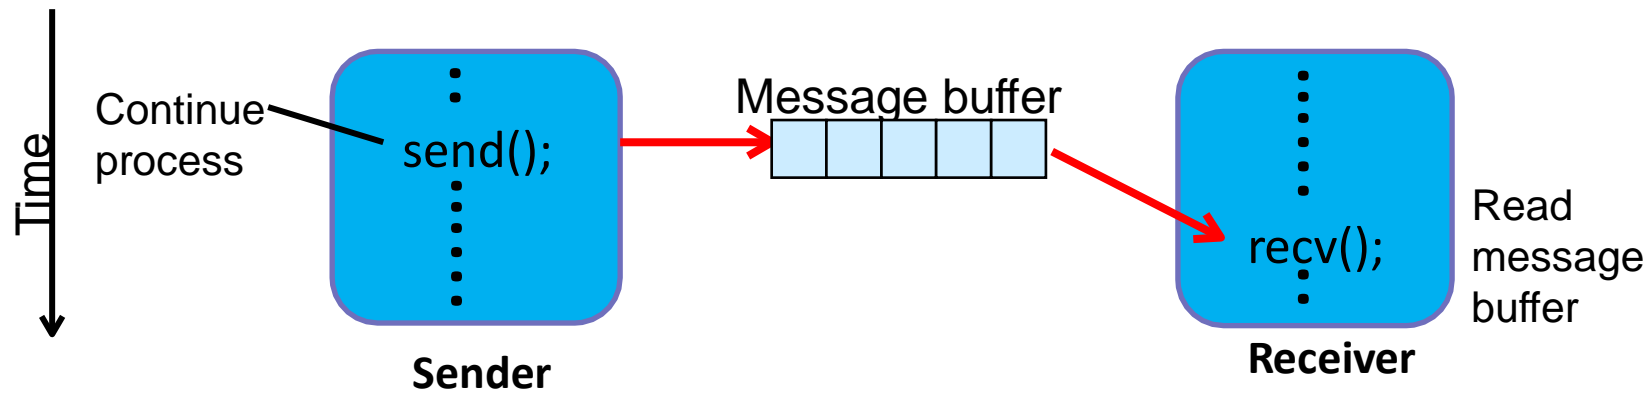 Time
Continue
process
send();
Sender
Message buffer
recv();
Receiver
Read
message
buffer